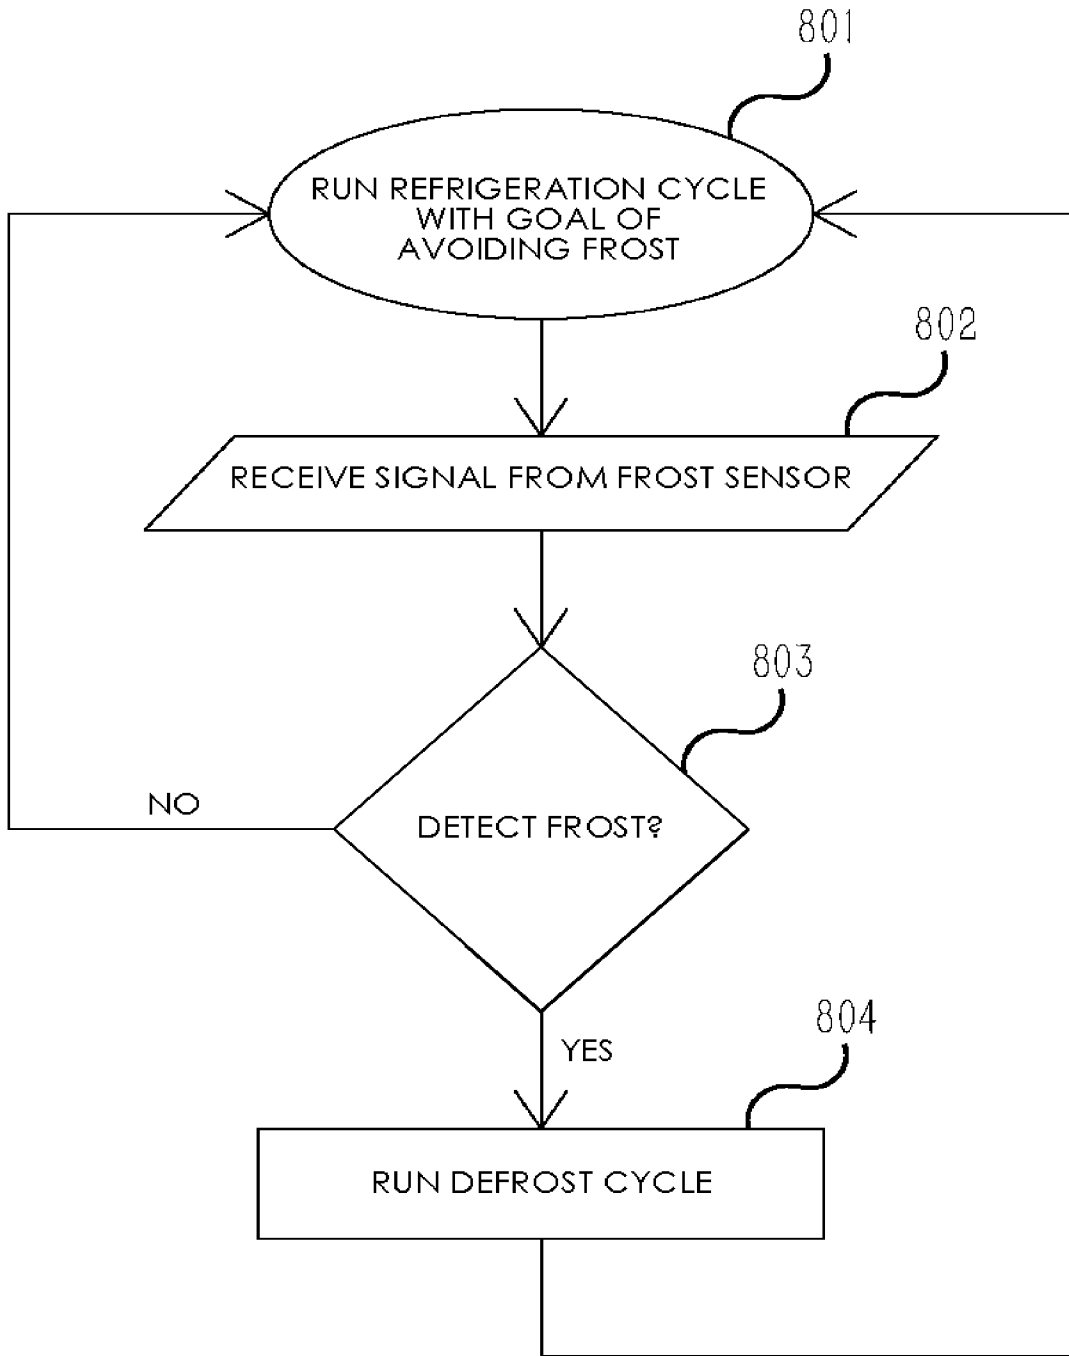 801
RUN REFRIGERATION CYCLE
WITH GOAL OF
AVOIDING FROST
802
RECEIVE SIGNAL FROM FROST SENSOR
803
DETECT FROST?
NO
YES
804
RUN DEFROST CYCLE